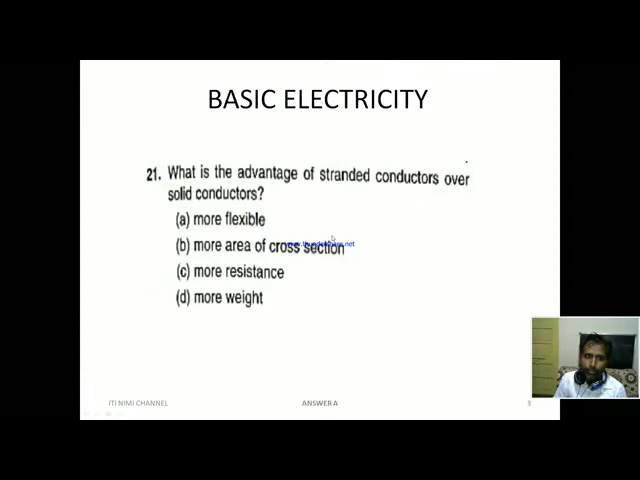 BASIC ELECTRICITY
21. What is the advantage of stranded conductors over
solid conductors?
(a) more flexible
(b) more area of cross section
(c) more resistance
(d) more weight
ITI NIMI CHANNEL
ANSWER A